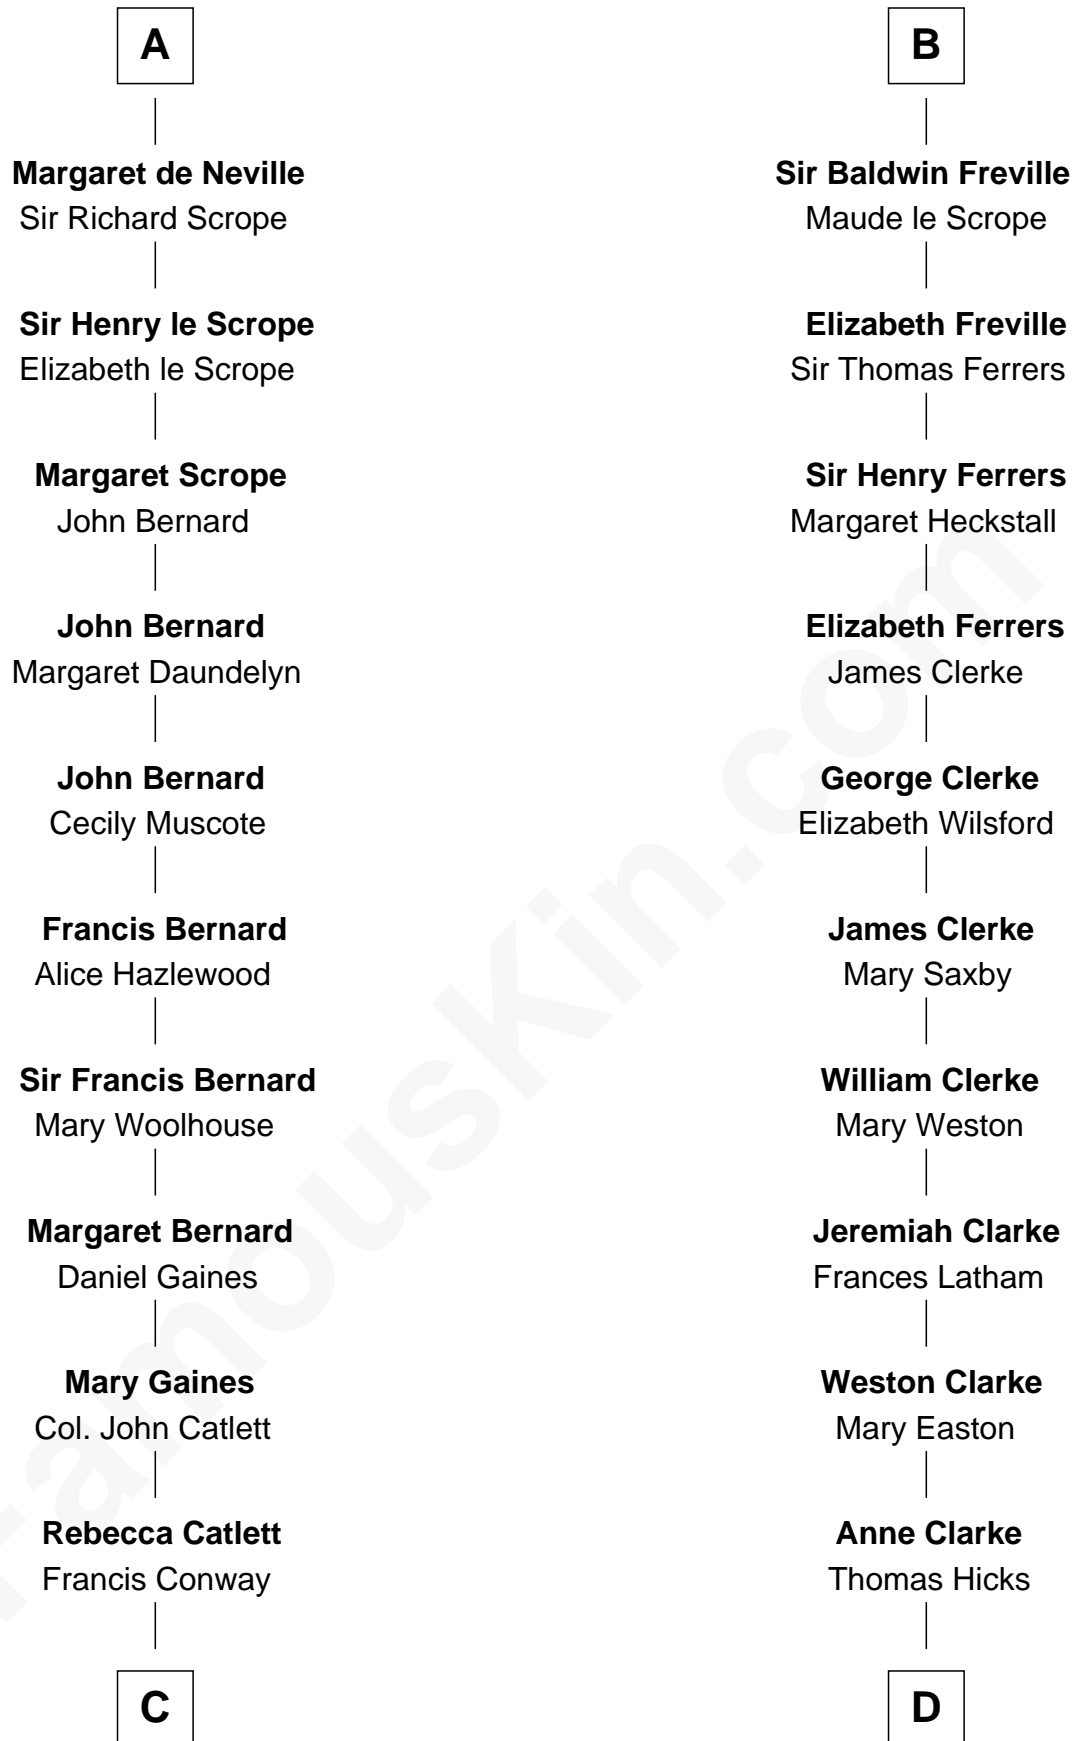 A
Margaret de Neville
Sir Richard Scrope
Sir Henry le Scrope
Elizabeth le Scrope
Margaret Scrope
John Bernard
John Bernard
Margaret Daundelyn
John Bernard
Cecily Muscote
Francis Bernard
Alice Hazlewood
Sir Francis Bernard
Mary Woolhouse
Margaret Bernard
Daniel Gaines
Mary Gaines
Col. John Catlett
Rebecca Catlett
Francis Conway
C
B
Sir Baldwin Freville
Maude le Scrope
Elizabeth Freville
Sir Thomas Ferrers
Sir Henry Ferrers
Margaret Heckstall
Elizabeth Ferrers
James Clerke
George Clerke
Elizabeth Wilsford
James Clerke
Mary Saxby
William Clerke
Mary Weston
Jeremiah Clarke
Frances Latham
Weston Clarke
Mary Easton
Anne Clarke
Thomas Hicks
D
FamousKin.com